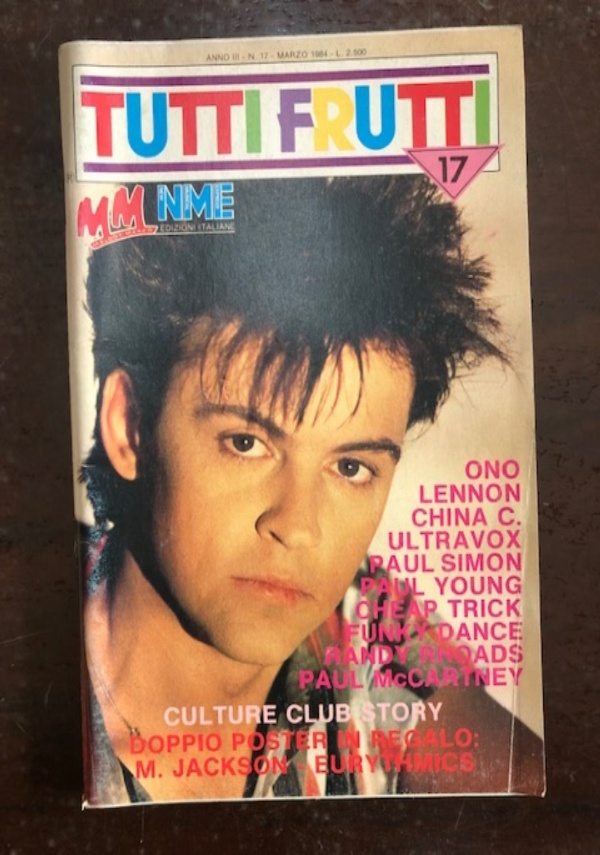 ANNO III - N. 17 - MARZO 1984 - L. 2.500
TUTTI FRUTTI
17
MM NME
EDIZIONI ITALIANE
ONO
LENNON
CHINA C.
ULTRAVOX
PAUL SIMON
PAUL YOUNG
CHEAP TRICK
FUNKY DANCE
RANDY RHOADS
PAUL McCARTNEY
CULTURE CLUB STORY
DOPPIO POSTER IN REGALO:
M. JACKSON - EURYTHMICS